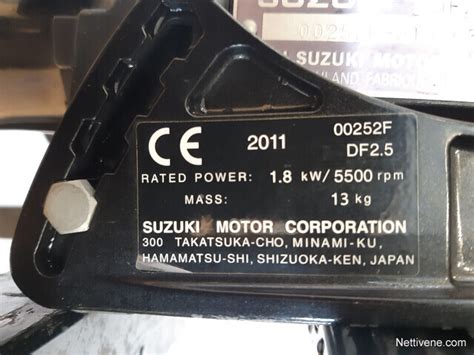 SUZUKI
SUZUKI MOTOR
CE 2011 00252F
DF2.5
RATED POWER: 1.8 kW/5500 rpm
MASS: 13 kg
SUZUKI MOTOR CORPORATION
300 TAKATSUKA-CHO, MINAMI-KU,
HAMAMATSU-SHI, SHIZUOKA-KEN, JAPAN
Nettivene.com